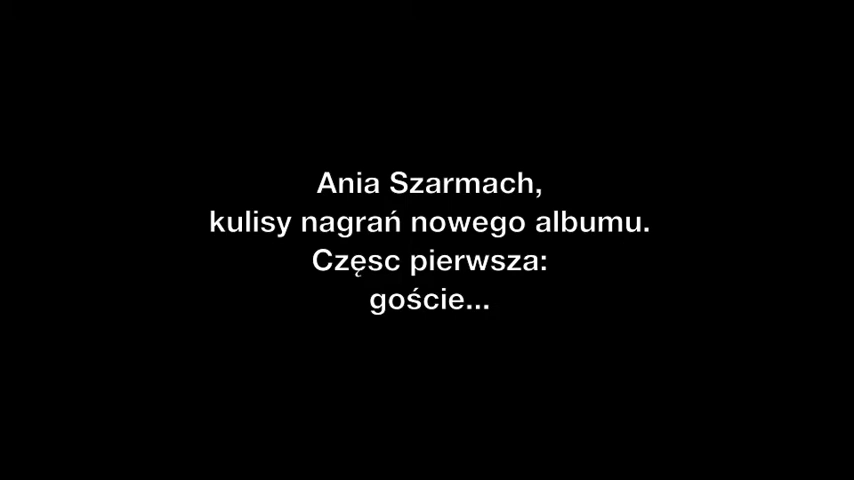 Ania Szarmach,
kulisy nagrań nowego albumu.
Częsc pierwsza:
goście...